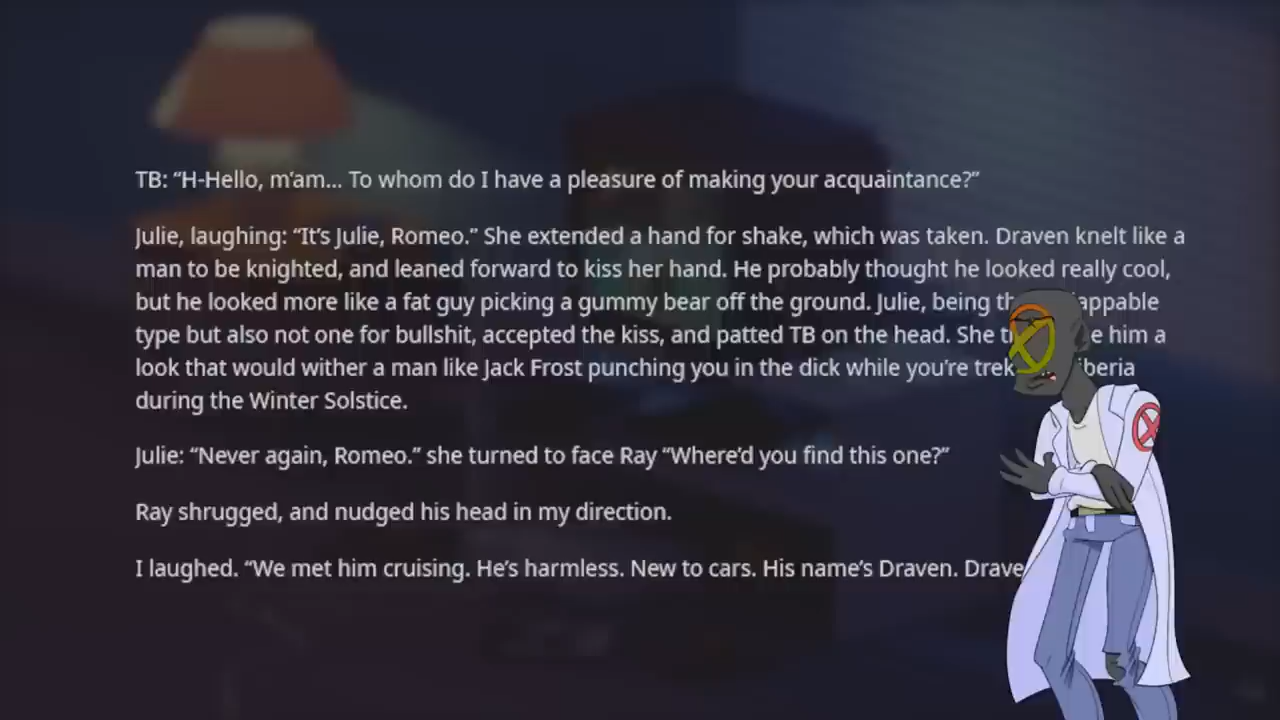 TB: “H-Hello, m'am... To whom do I have a pleasure of making your acquaintance?”
Julie, laughing: “It’s Julie, Romeo.” She extended a hand for shake, which was taken. Draven knelt like a
man to be knighted, and leaned forward to kiss her hand. He probably thought he looked really cool,
but he looked more like a fat guy picking a gummy bear off the ground. Julie, being appable
type but also not one for bullshit, accepted the kiss, and patted TB on the head. She him a
look that would wither a man like Jack Frost punching you in the dick while you’re iberia
during the Winter Solstice.
Julie: “Never again, Romeo.” she turned to face Ray “Where’d you find this one?”
Ray shrugged, and nudged his head in my direction.
I laughed. “We met him cruising. He’s harmless. New to cars. His name’s Draven. Drave